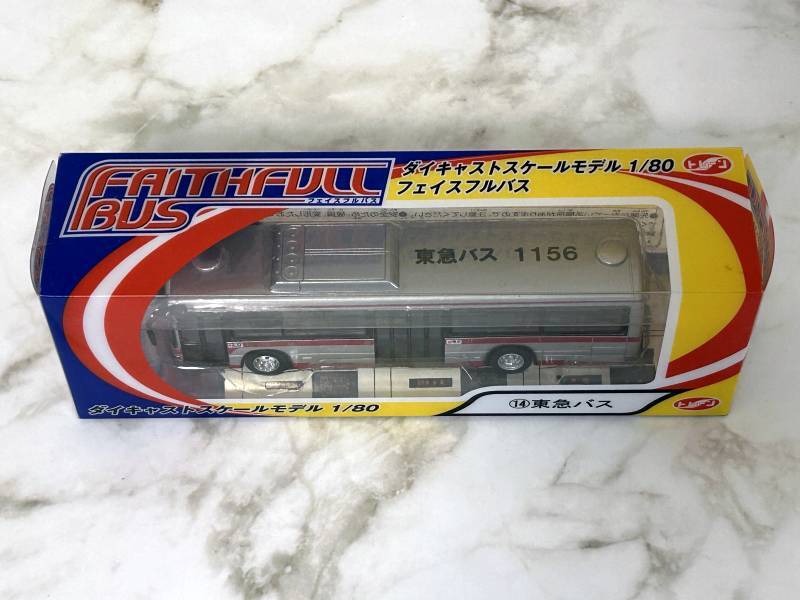 FAITHFULL
BUS
フェイスフルバス
ダイキャストスケールモデル 1/80
フェイスフルバス
トレーン
東急バス 1156
ダイキャストスケールモデル 1/80
⑭東急バス
トレーン